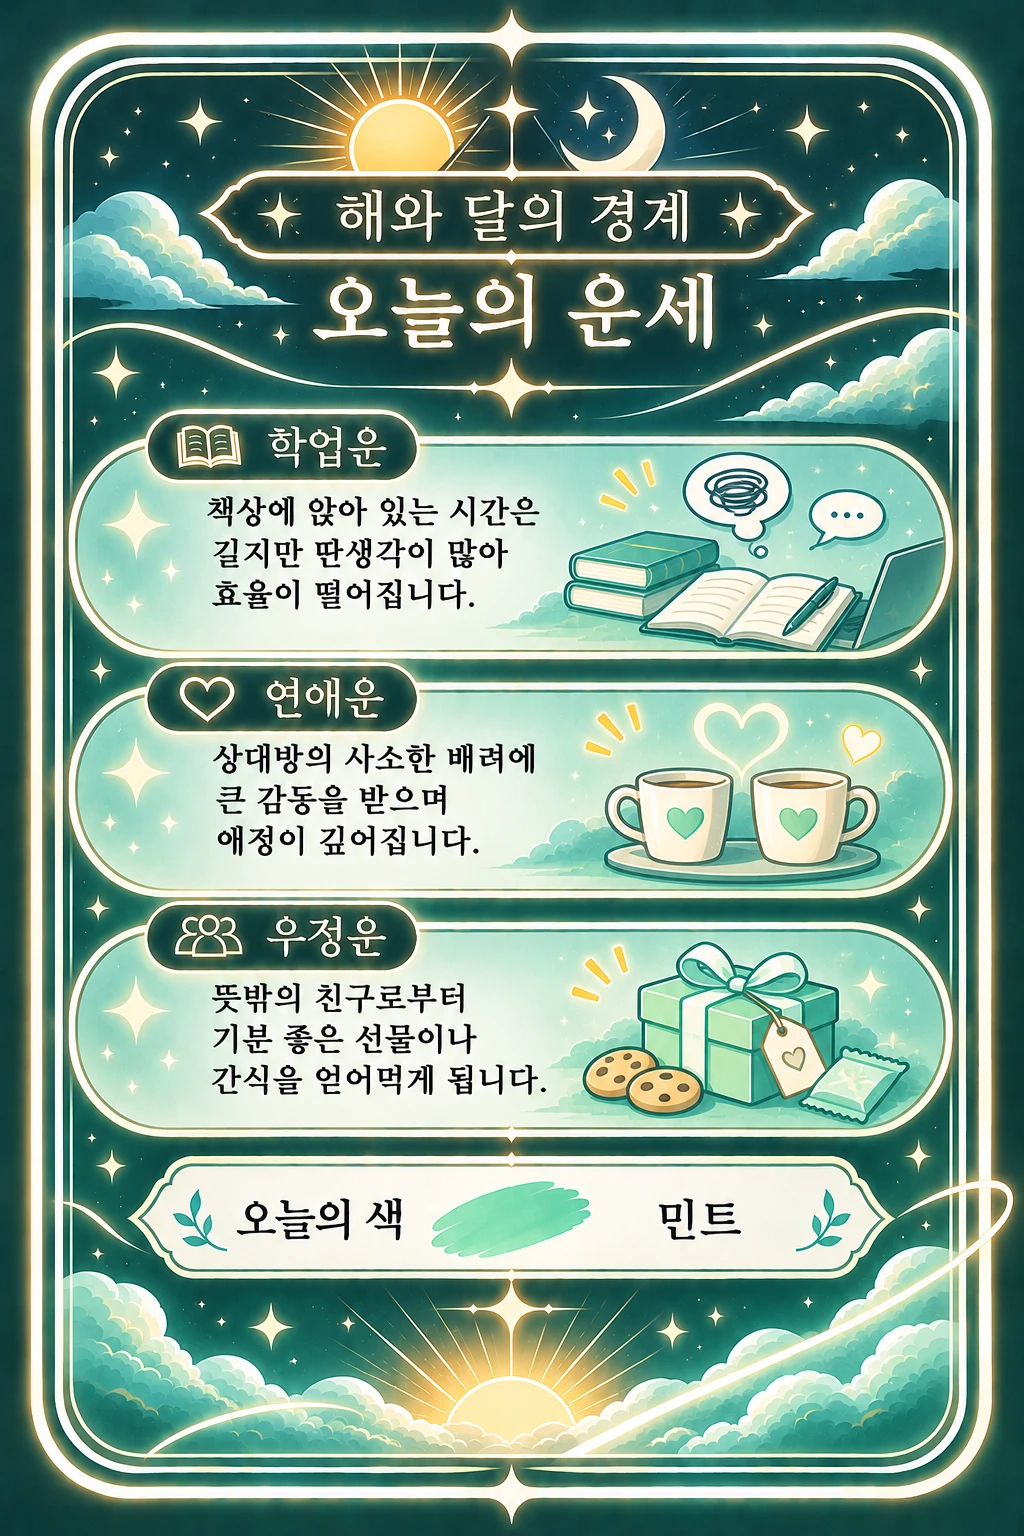 해와 달의 경계
오늘의 운세
학업운
책상에 앉아 있는 시간은
길지만 딴생각이 많아
효율이 떨어집니다.
연애운
상대방의 사소한 배려에
큰 감동을 받으며
애정이 깊어집니다.
우정운
뜻밖의 친구로부터
기분 좋은 선물이나
간식을 얻어먹게 됩니다.
오늘의 색 민트